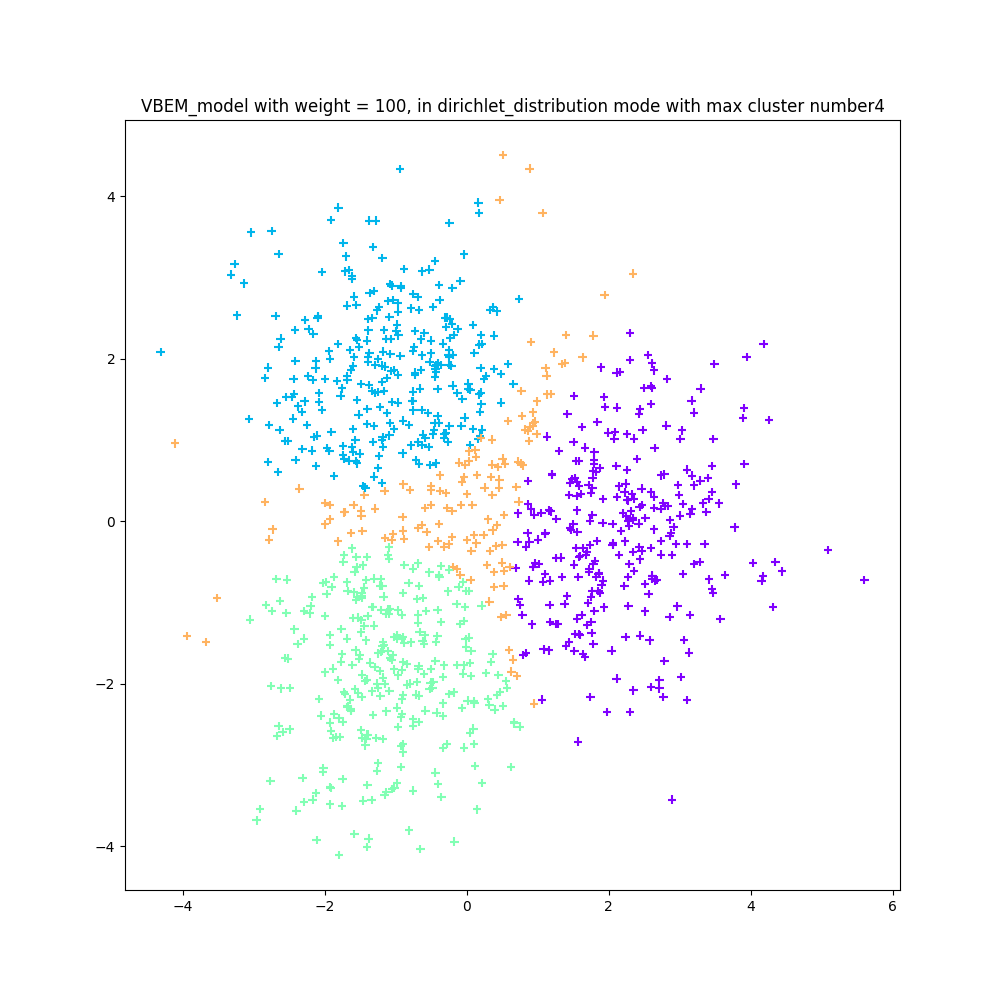 VBEM_model with weight = 100, in dirichlet_distribution mode with max cluster number4
4
2
0
−2
−4
−4 −2 0 2 4 6